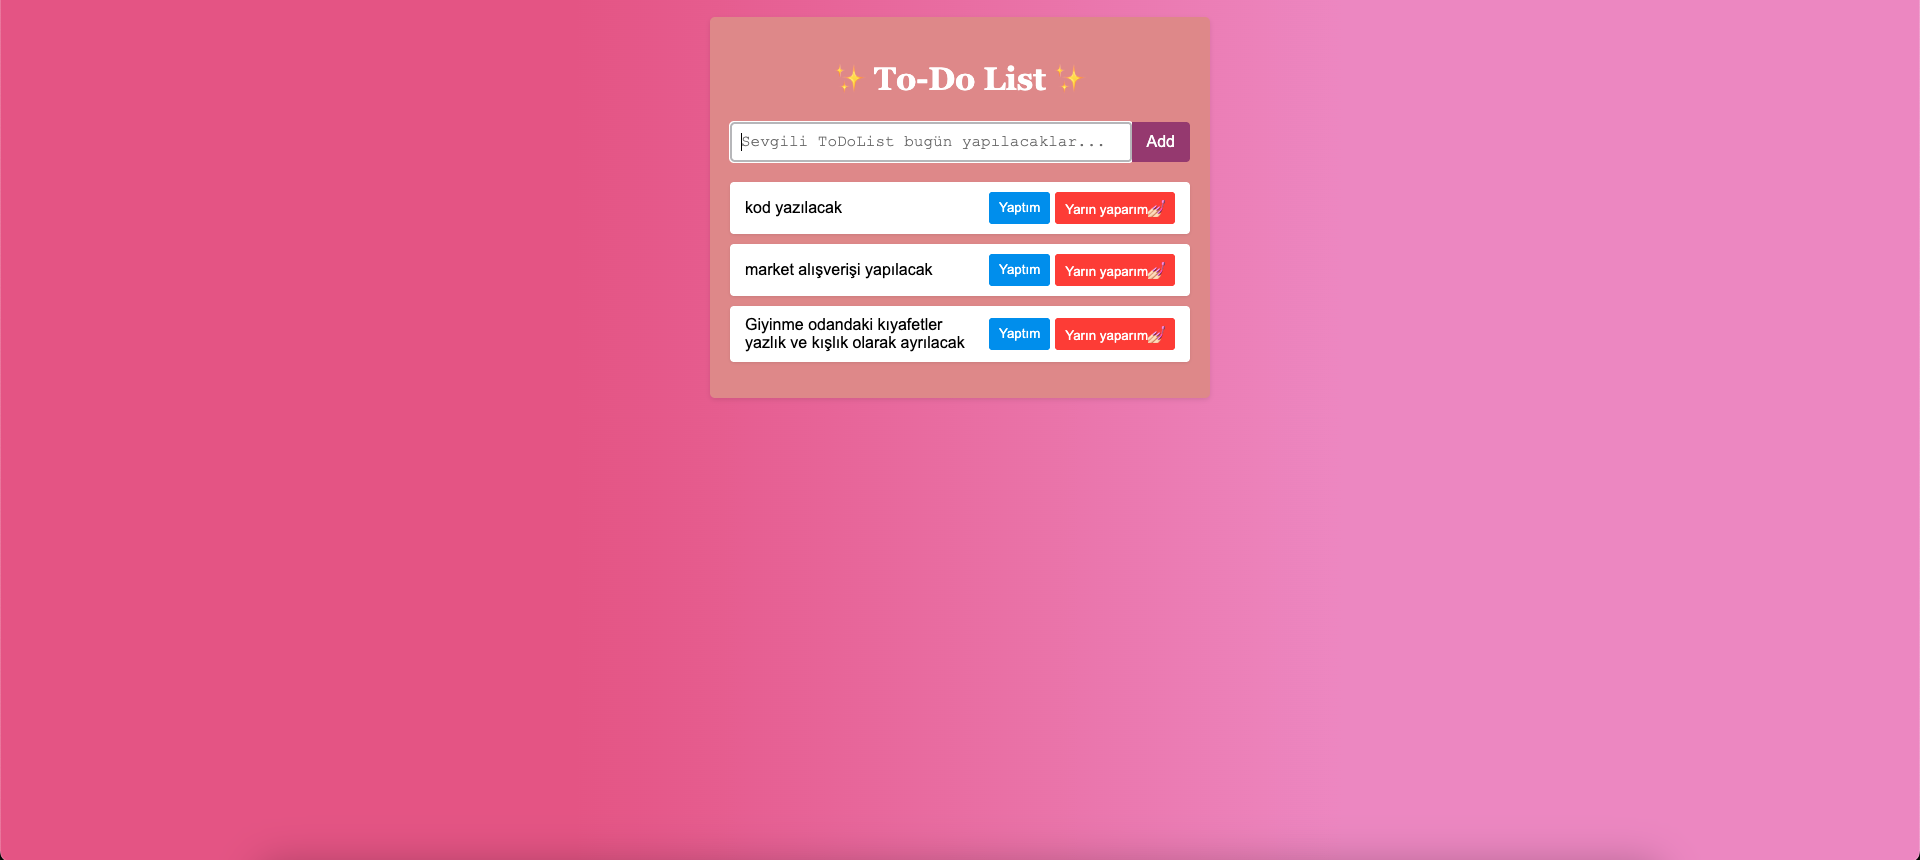 ✨ To-Do List ✨
Sevgili ToDoList bugün yapılacaklar...
Add
kod yazılacak
Yaptım
Yarın yaparım💅🏻
market alışverişi yapılacak
Yaptım
Yarın yaparım💅🏻
Giyinme odandaki kıyafetler
yazlık ve kışlık olarak ayrılacak
Yaptım
Yarın yaparım💅🏻